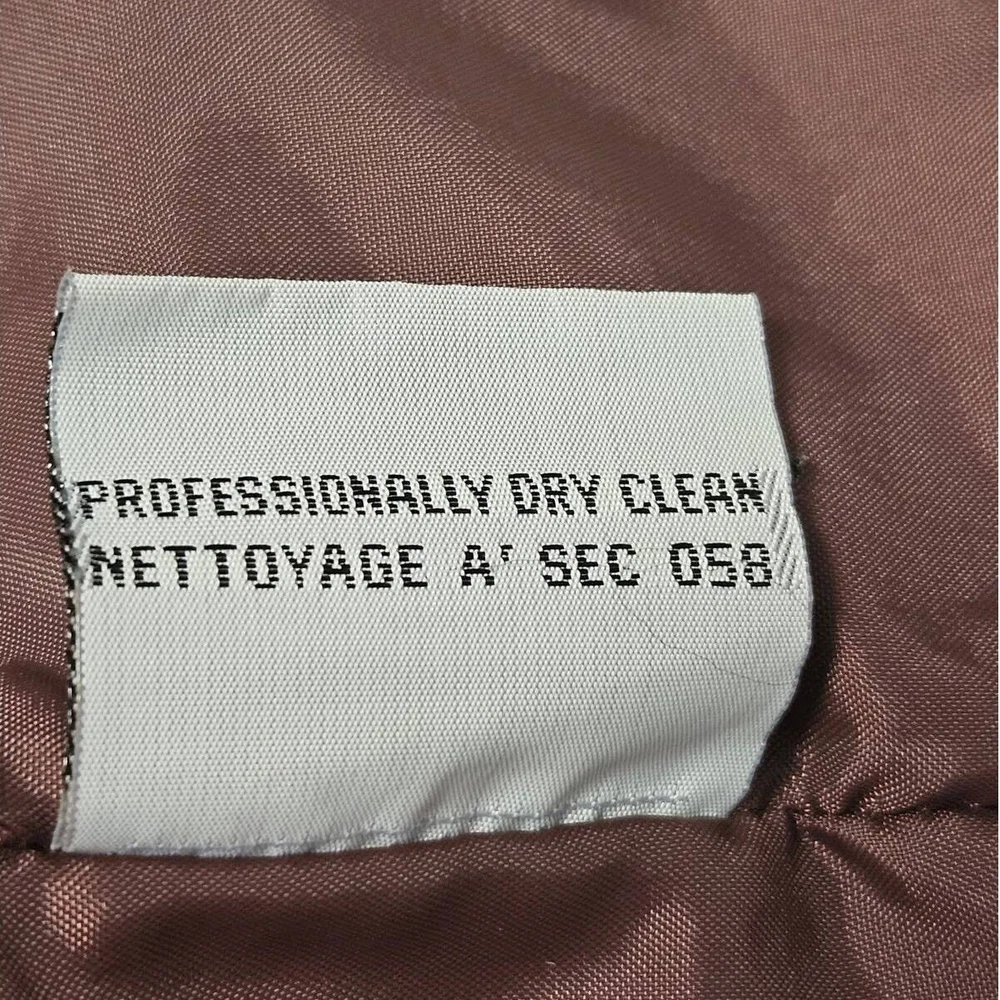 PROFESSIONALLY DRY CLEAN
NETTOYAGE A' SEC 058